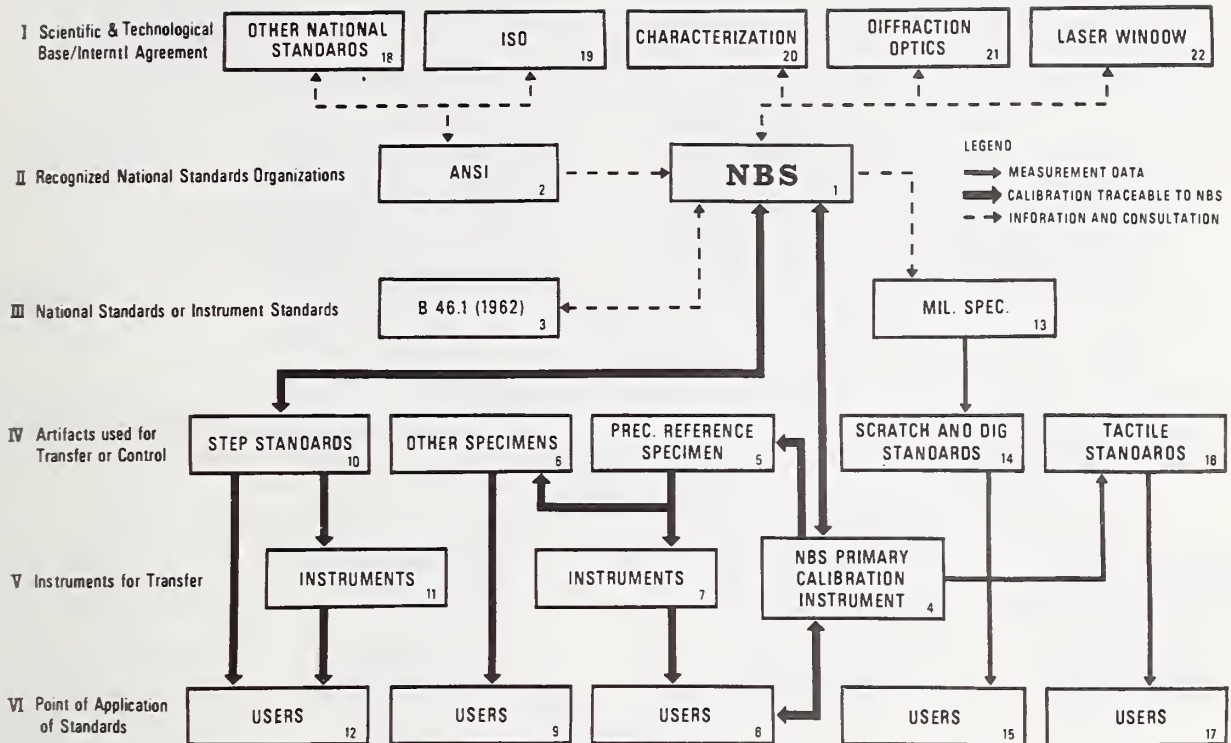 I Scientific & Technological
Base/Interntl Agreement
OTHER NATIONAL
STANDARDS 18
ISO 19
CHARACTERIZATION 20
DIFFRACTION
OPTICS 21
LASER WINDOW 22
II Recognized National Standards Organizations
ANSI 2
NBS 1
LEGEND
MEASUREMENT DATA
CALIBRATION TRACEABLE TO NBS
INFORATION AND CONSULTATION
III National Standards or Instrument Standards
B 46.1 (1962) 3
MIL. SPEC. 13
IV Artifacts used for
Transfer or Control
STEP STANDARDS 10
OTHER SPECIMENS 6
PREC. REFERENCE
SPECIMEN 5
SCRATCH AND DIG
STANDARDS 14
TACTILE
STANDARDS 16
V Instruments for Transfer
INSTRUMENTS 11
INSTRUMENTS 7
NBS PRIMARY
CALIBRATION
INSTRUMENT 4
VI Point of Application
of Standards
USERS 12
USERS 9
USERS 8
USERS 15
USERS 17